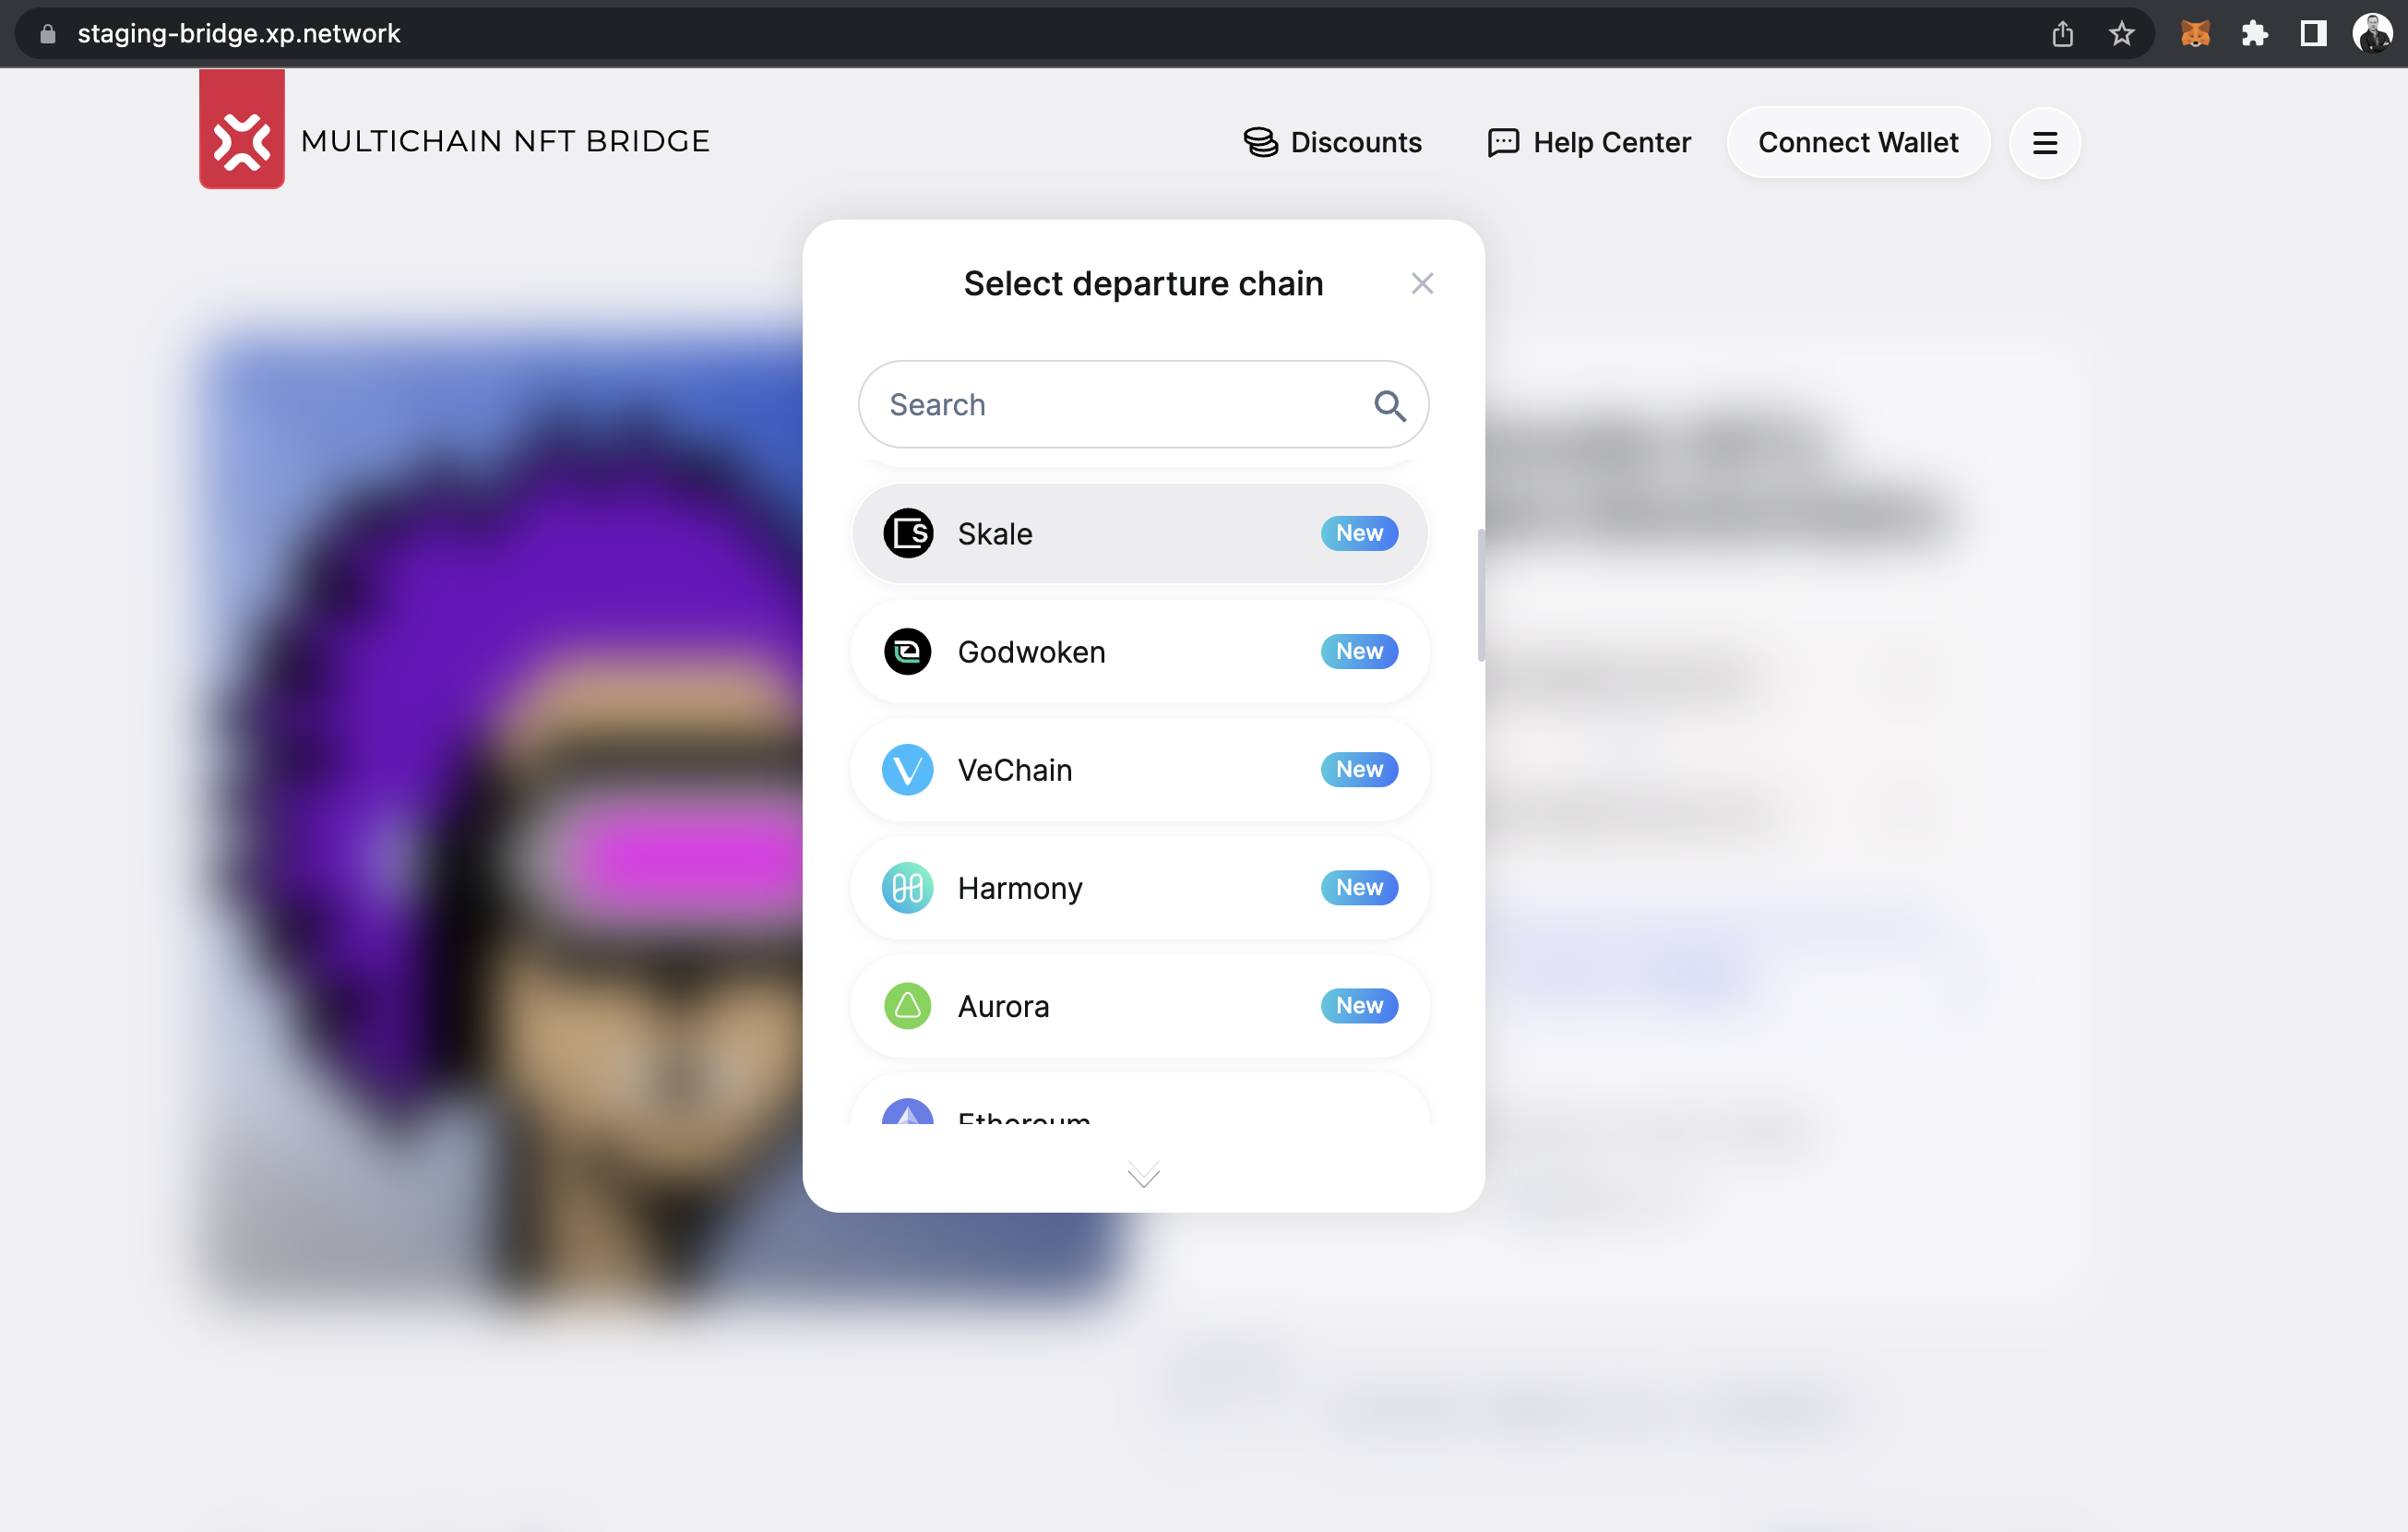 staging-bridge.xp.network
MULTICHAIN NFT BRIDGE
Discounts
Help Center
Connect Wallet
Select departure chain
Search
Skale
New
Godwoken
New
VeChain
New
Harmony
New
Aurora
New
Ethereum